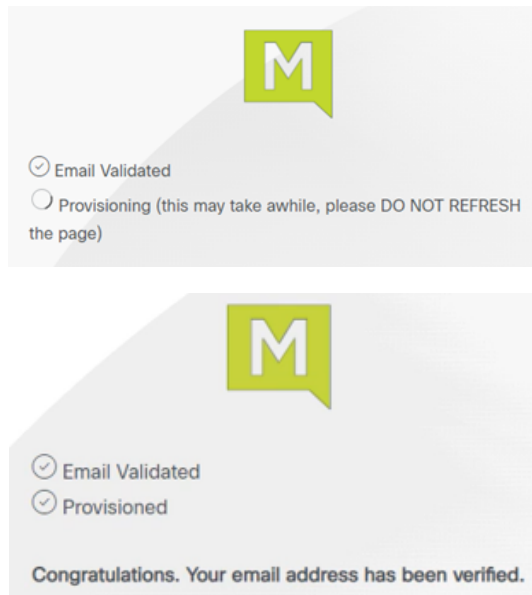 M
Email Validated
Provisioning (this may take awhile, please DO NOT REFRESH
the page)
M
Email Validated
Provisioned
Congratulations. Your email address has been verified.